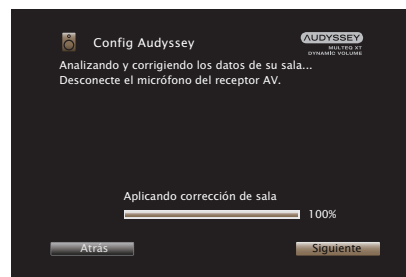 Config Audyssey
AUDYSSEY
MULTEQ XT
DYNAMIC VOLUME
Analizando y corrigiendo los datos de su sala...
Desconecte el micrófono del receptor AV.
Aplicando corrección de sala
100%
Atrás
Siguiente